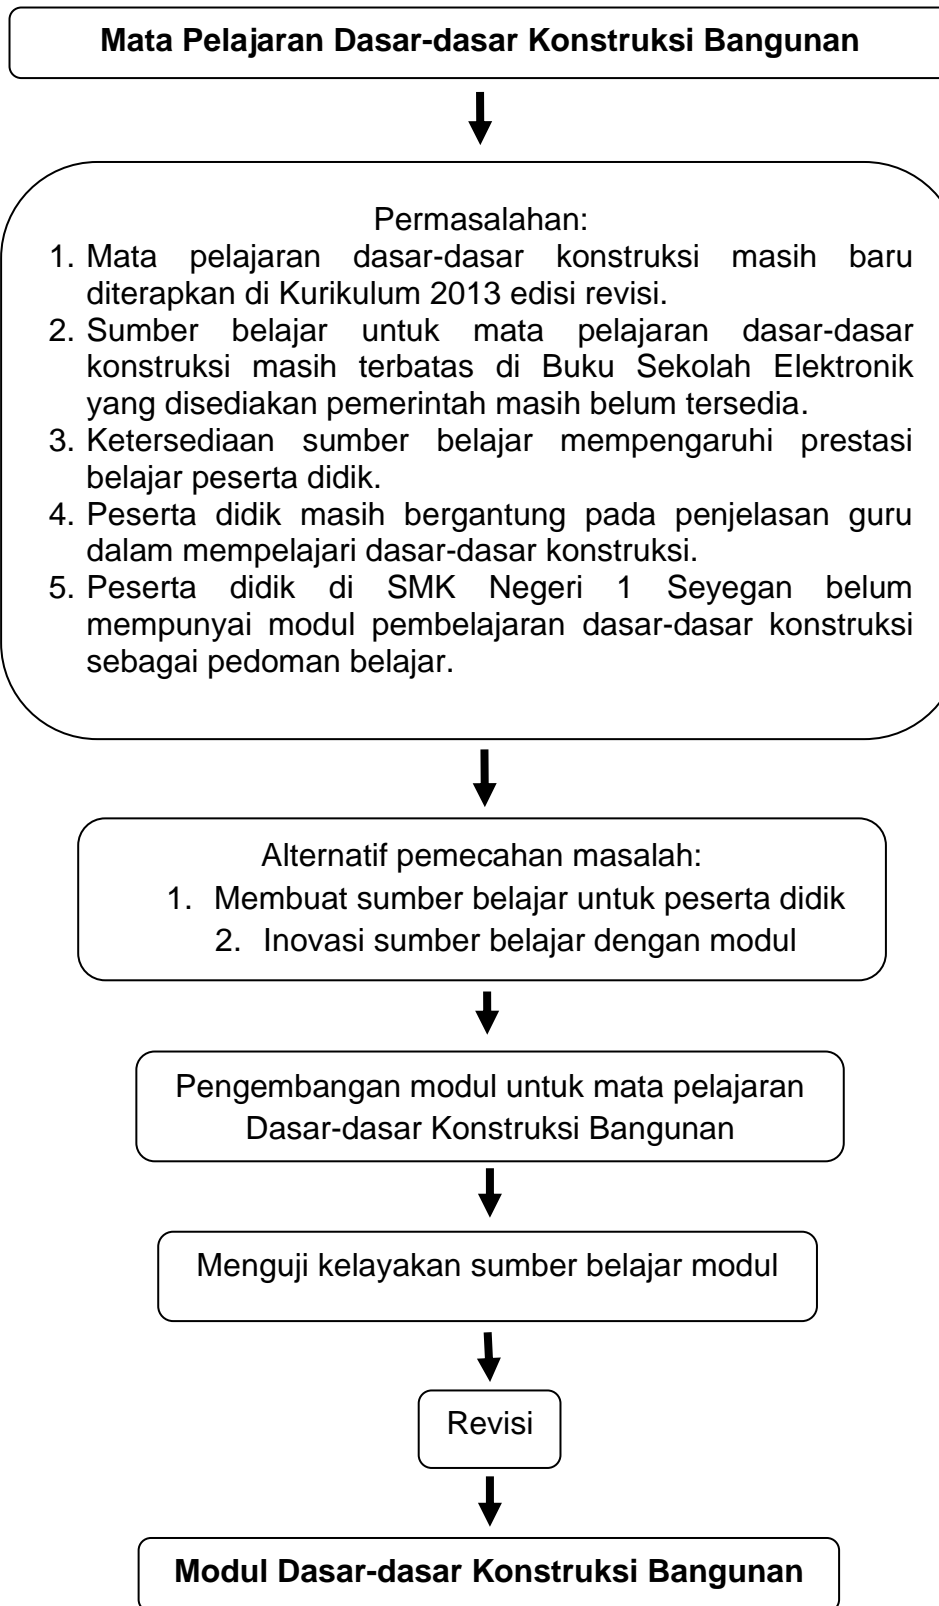 Mata Pelajaran Dasar-dasar Konstruksi Bangunan
Permasalahan:
1. Mata pelajaran dasar-dasar konstruksi masih baru
diterapkan di Kurikulum 2013 edisi revisi.
2. Sumber belajar untuk mata pelajaran dasar-dasar
konstruksi masih terbatas di Buku Sekolah Elektronik
yang disediakan pemerintah masih belum tersedia.
3. Ketersediaan sumber belajar mempengaruhi prestasi
belajar peserta didik.
4. Peserta didik masih bergantung pada penjelasan guru
dalam mempelajari dasar-dasar konstruksi.
5. Peserta didik di SMK Negeri 1 Seyegan belum
mempunyai modul pembelajaran dasar-dasar konstruksi
sebagai pedoman belajar.
Alternatif pemecahan masalah:
1. Membuat sumber belajar untuk peserta didik
2. Inovasi sumber belajar dengan modul
Pengembangan modul untuk mata pelajaran
Dasar-dasar Konstruksi Bangunan
Menguji kelayakan sumber belajar modul
Revisi
Modul Dasar-dasar Konstruksi Bangunan